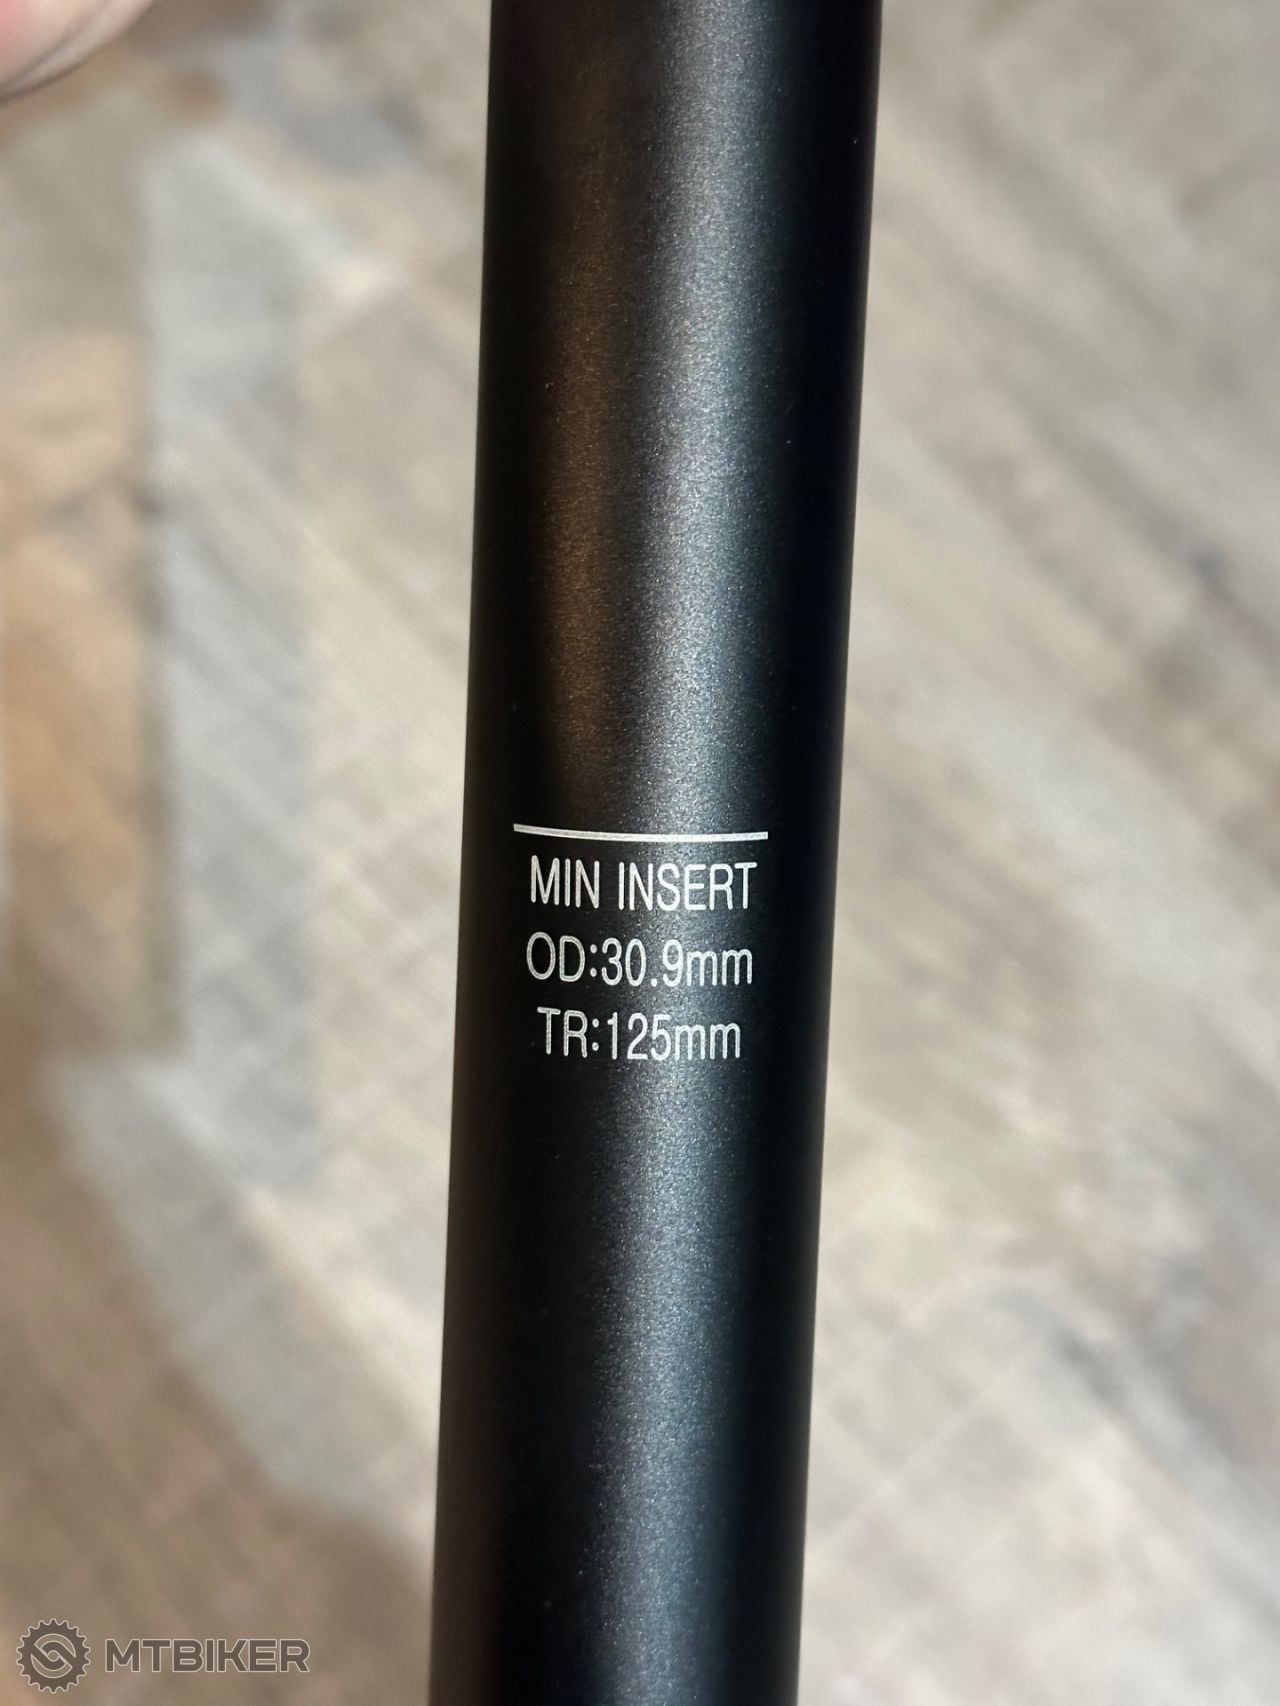 MIN INSERT
OD:30.9mm
TR:125mm
MTBIKER